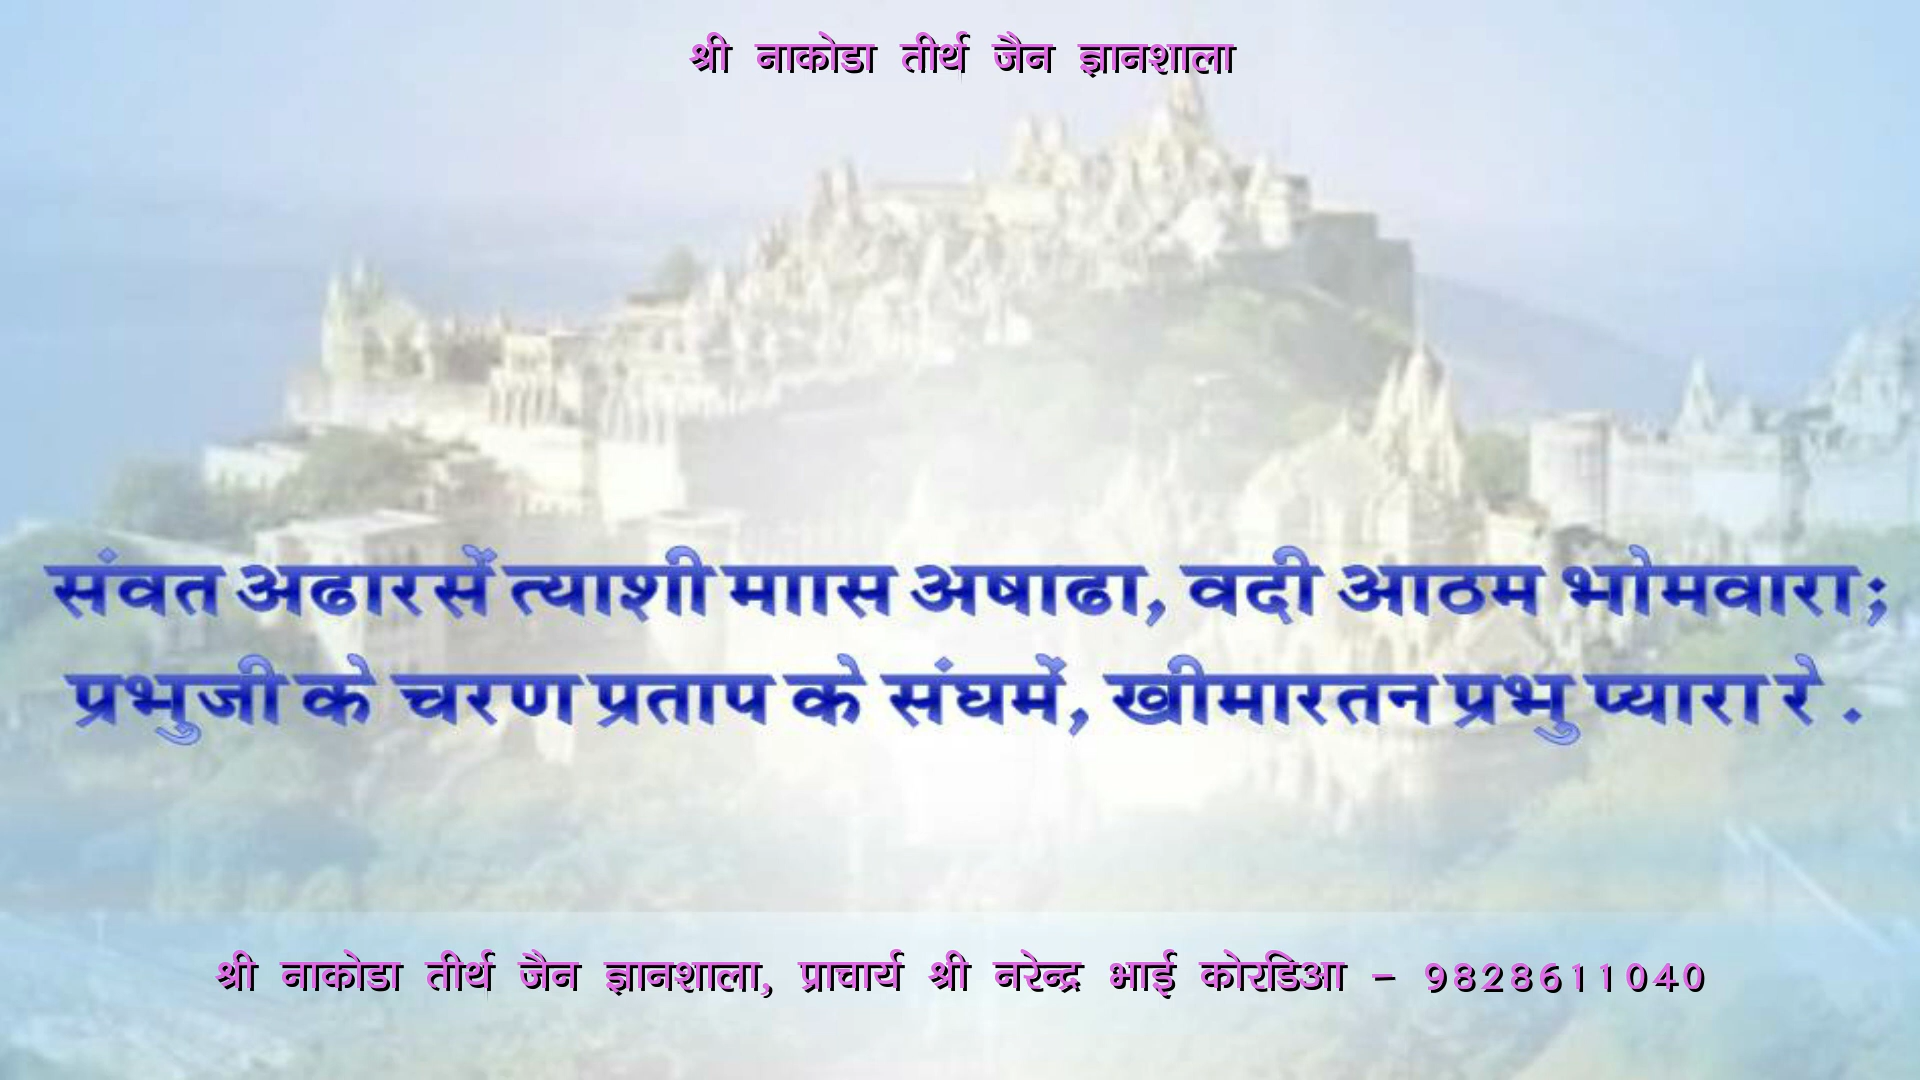 श्री नाकोडा तीर्थ जैन ज्ञानशाला
संवत अढारसें त्याशी माास अषाढा, वदी आठम भोमवारा;
प्रभुजी के चरण प्रताप के संघमें, खीमारतन प्रभु प्यारा रे .
श्री नाकोडा तीर्थ जैन ज्ञानशाला, प्राचार्य श्री नरेन्द्र भाई कोरडिआ - 9828611040